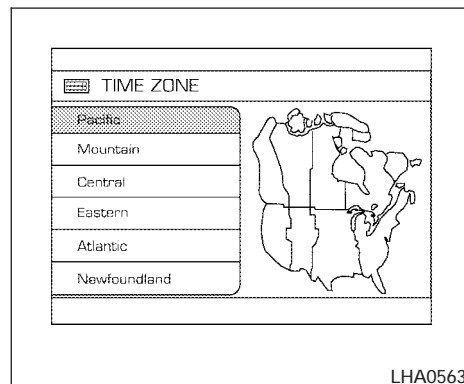 TIME ZONE
Pacific
Mountain
Central
Eastern
Atlantic
Newfoundland
LHA0563